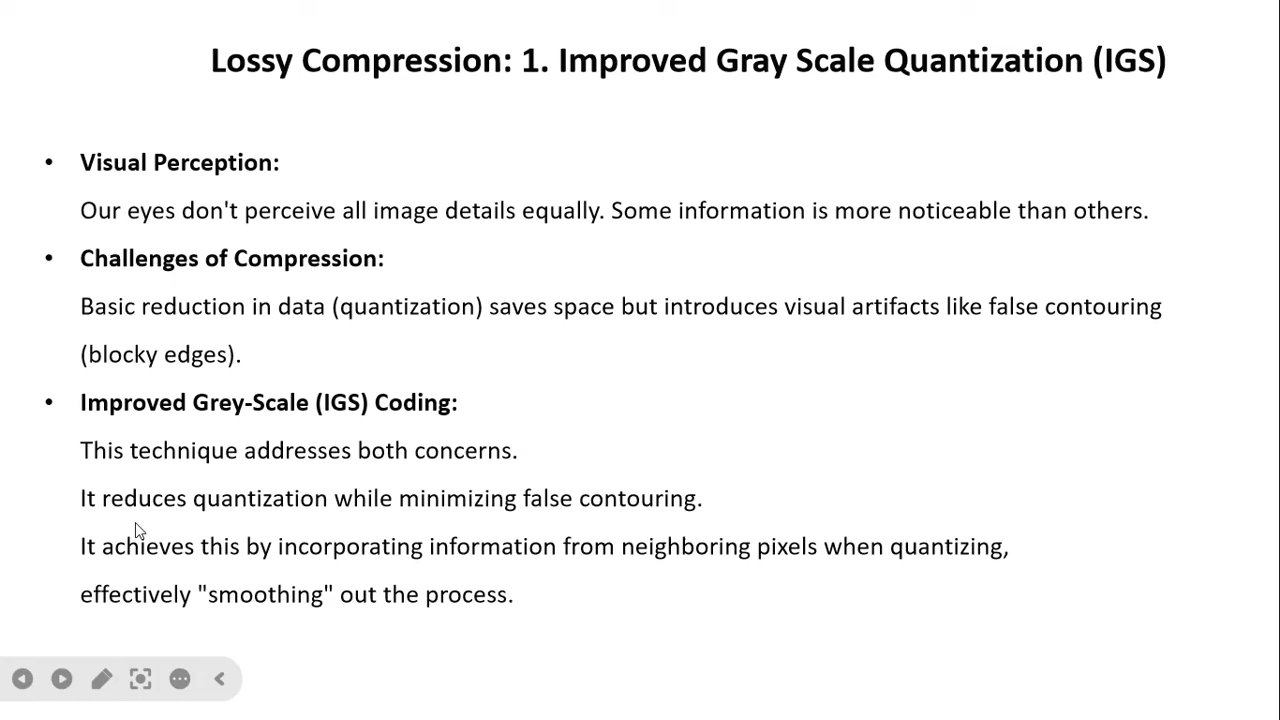 Lossy Compression: 1. Improved Gray Scale Quantization (IGS)
• Visual Perception:
Our eyes don't perceive all image details equally. Some information is more noticeable than others.
• Challenges of Compression:
Basic reduction in data (quantization) saves space but introduces visual artifacts like false contouring
(blocky edges).
• Improved Grey-Scale (IGS) Coding:
This technique addresses both concerns.
It reduces quantization while minimizing false contouring.
It achieves this by incorporating information from neighboring pixels when quantizing,
effectively "smoothing" out the process.